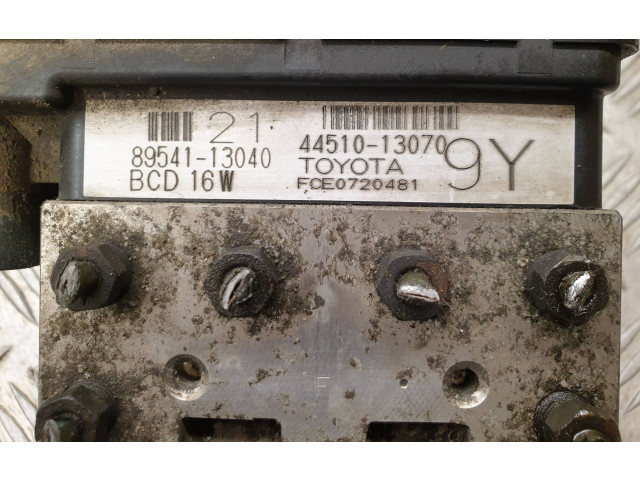 21
89541-13040
BCD 16W
44510-13070
TOYOTA
FCE0720481
9Y